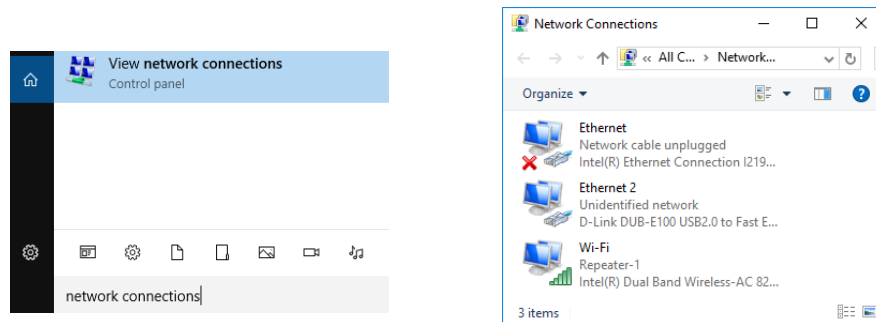 View network connections
Control panel
network connections
Network Connections
« All C... › Network...
Organize
Ethernet
Network cable unplugged
Intel(R) Ethernet Connection I219...
Ethernet 2
Unidentified network
D-Link DUB-E100 USB2.0 to Fast E...
Wi-Fi
Repeater-1
Intel(R) Dual Band Wireless-AC 82...
3 items